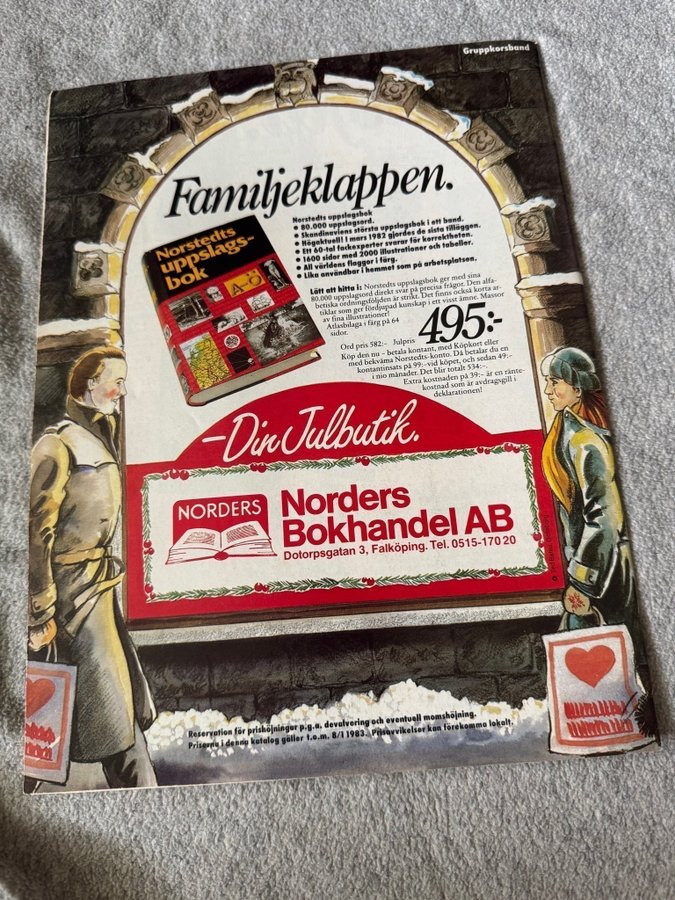 Gruppkorsband
Familjeklappen.
Norstedts uppslagsbok
• 80.000 uppslagsord.
• Skandinaviens största uppslagsbok i ett band.
• Högaktuell! I mars 1982 gjordes de sista tilläggen.
• Ett 60-tal fackexperter svarar för korrektheten.
• 1600 sidor med 2000 illustrationer och tabeller.
• All världens flaggor i färg.
• Lika användbar i hemmet som på arbetsplatsen.
Norstedts
uppslags-
bok
A-Ö
Lätt att hitta i: Norstedts uppslagsbok ger med sina
80.000 uppslagsord direkt svar på precisa frågor. Den alfa-
betiska ordningsföljden är strikt. Det finns också korta ar-
tiklar som ger fördjupad kunskap i ett visst ämne. Massor
av fina illustrationer!
Atlasbilaga i färg på 64
sidor.
Ord pris 582:- Julpris 495:-
Köp den nu - betala kontant, med Köpkort eller
med bekväma Norstedts-konto. Då betalar du en
kontantinsats på 99:- vid köpet, och sedan 49:-
i nio månader. Det blir totalt 534:-.
Extra kostnaden på 39:- är en ränte-
kostnad som är avdragsgill i
deklarationen!
–Din Julbutik.
NORDERS
Norders
Bokhandel AB
Dotorpsgatan 3, Falköping. Tel. 0515-170 20
Reservation för prishöjningar p.g.a. devalvering och eventuell momshöjning.
Priserna i denna katalog gäller t.o.m. 8/1 1983. Prisavvikelser kan förekomma lokalt.